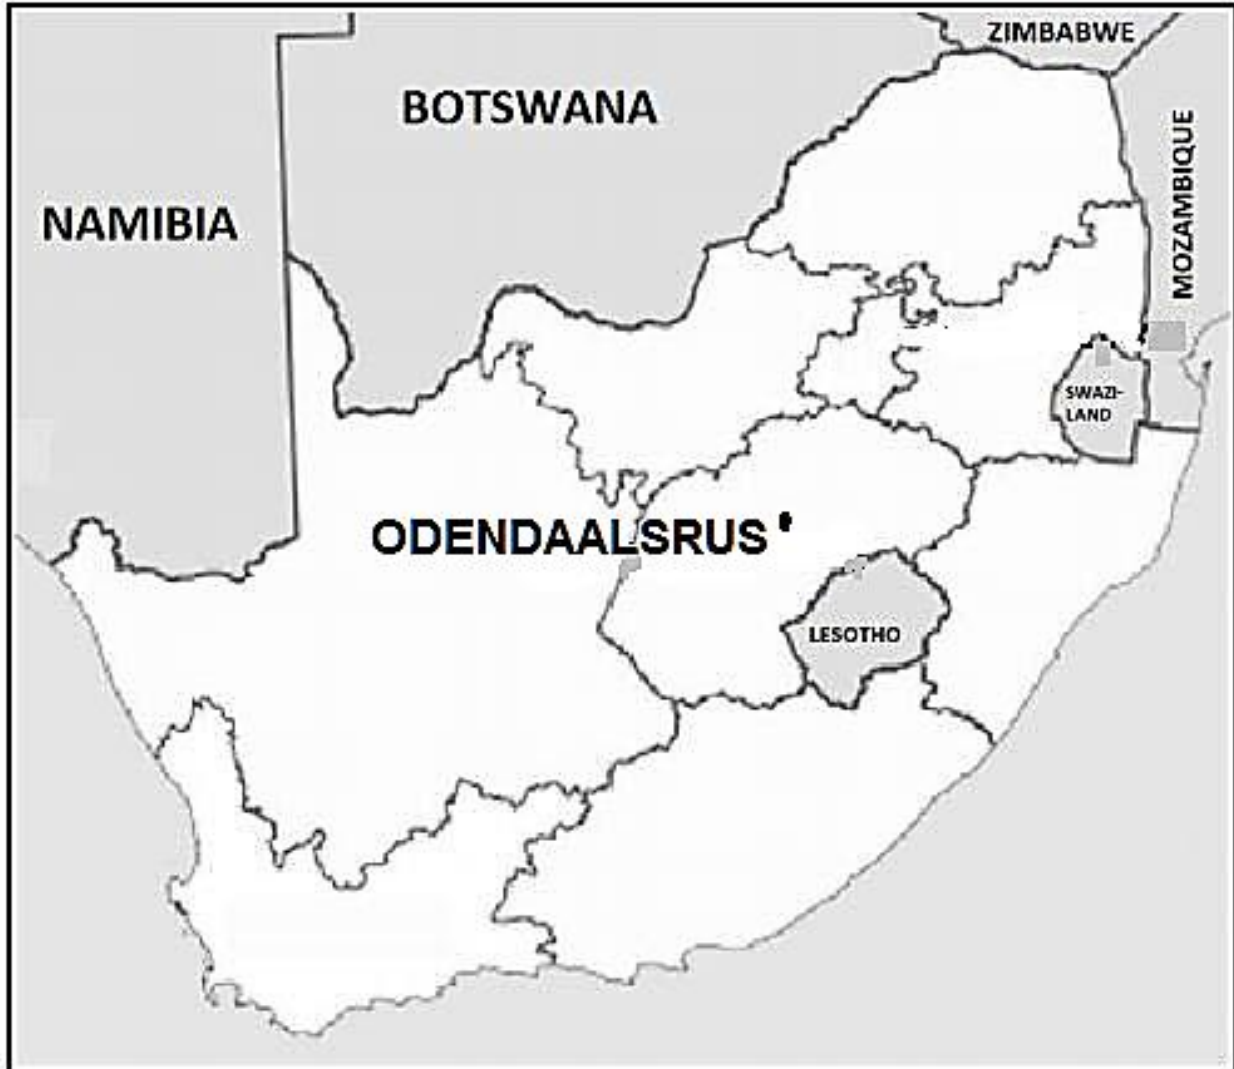 ZIMBABWE
BOTSWANA
MOZAMBIQUE
NAMIBIA
SWAZI-
LAND
ODENDAALSRUS
LESOTHO